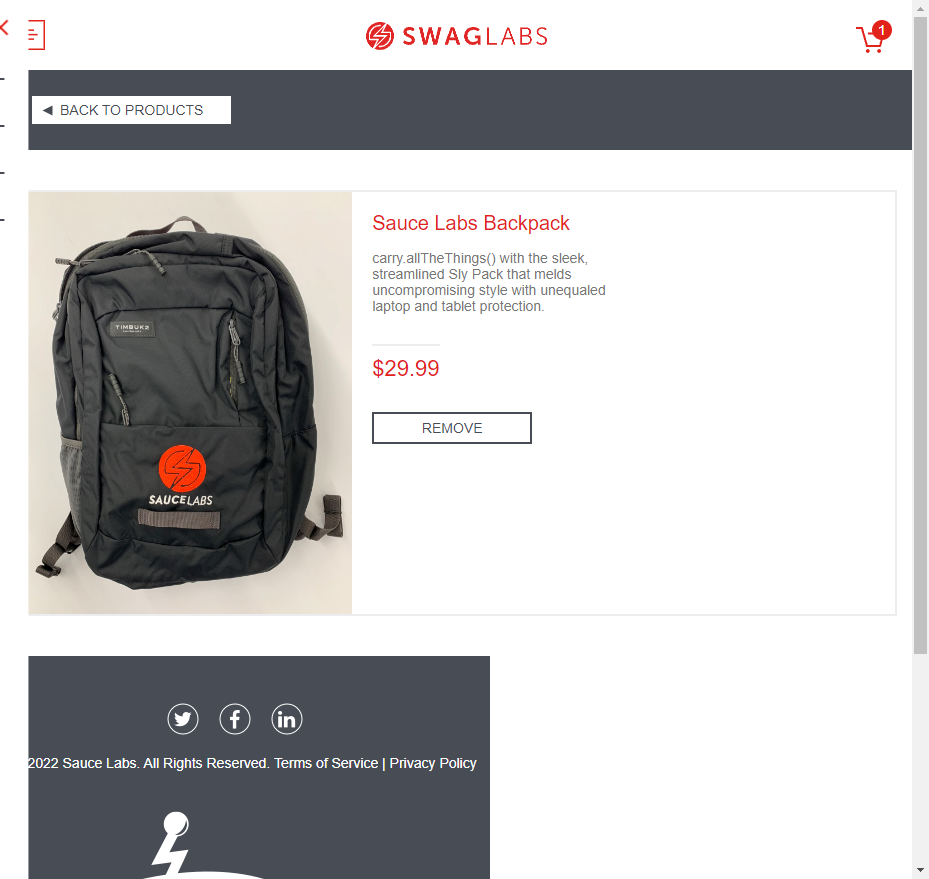 SWAGLABS
1
BACK TO PRODUCTS
Sauce Labs Backpack
carry.allTheThings() with the sleek,
streamlined Sly Pack that melds
uncompromising style with unequaled
laptop and tablet protection.
$29.99
REMOVE
TIMBUK2
SAUCELABS
2022 Sauce Labs. All Rights Reserved. Terms of Service | Privacy Policy